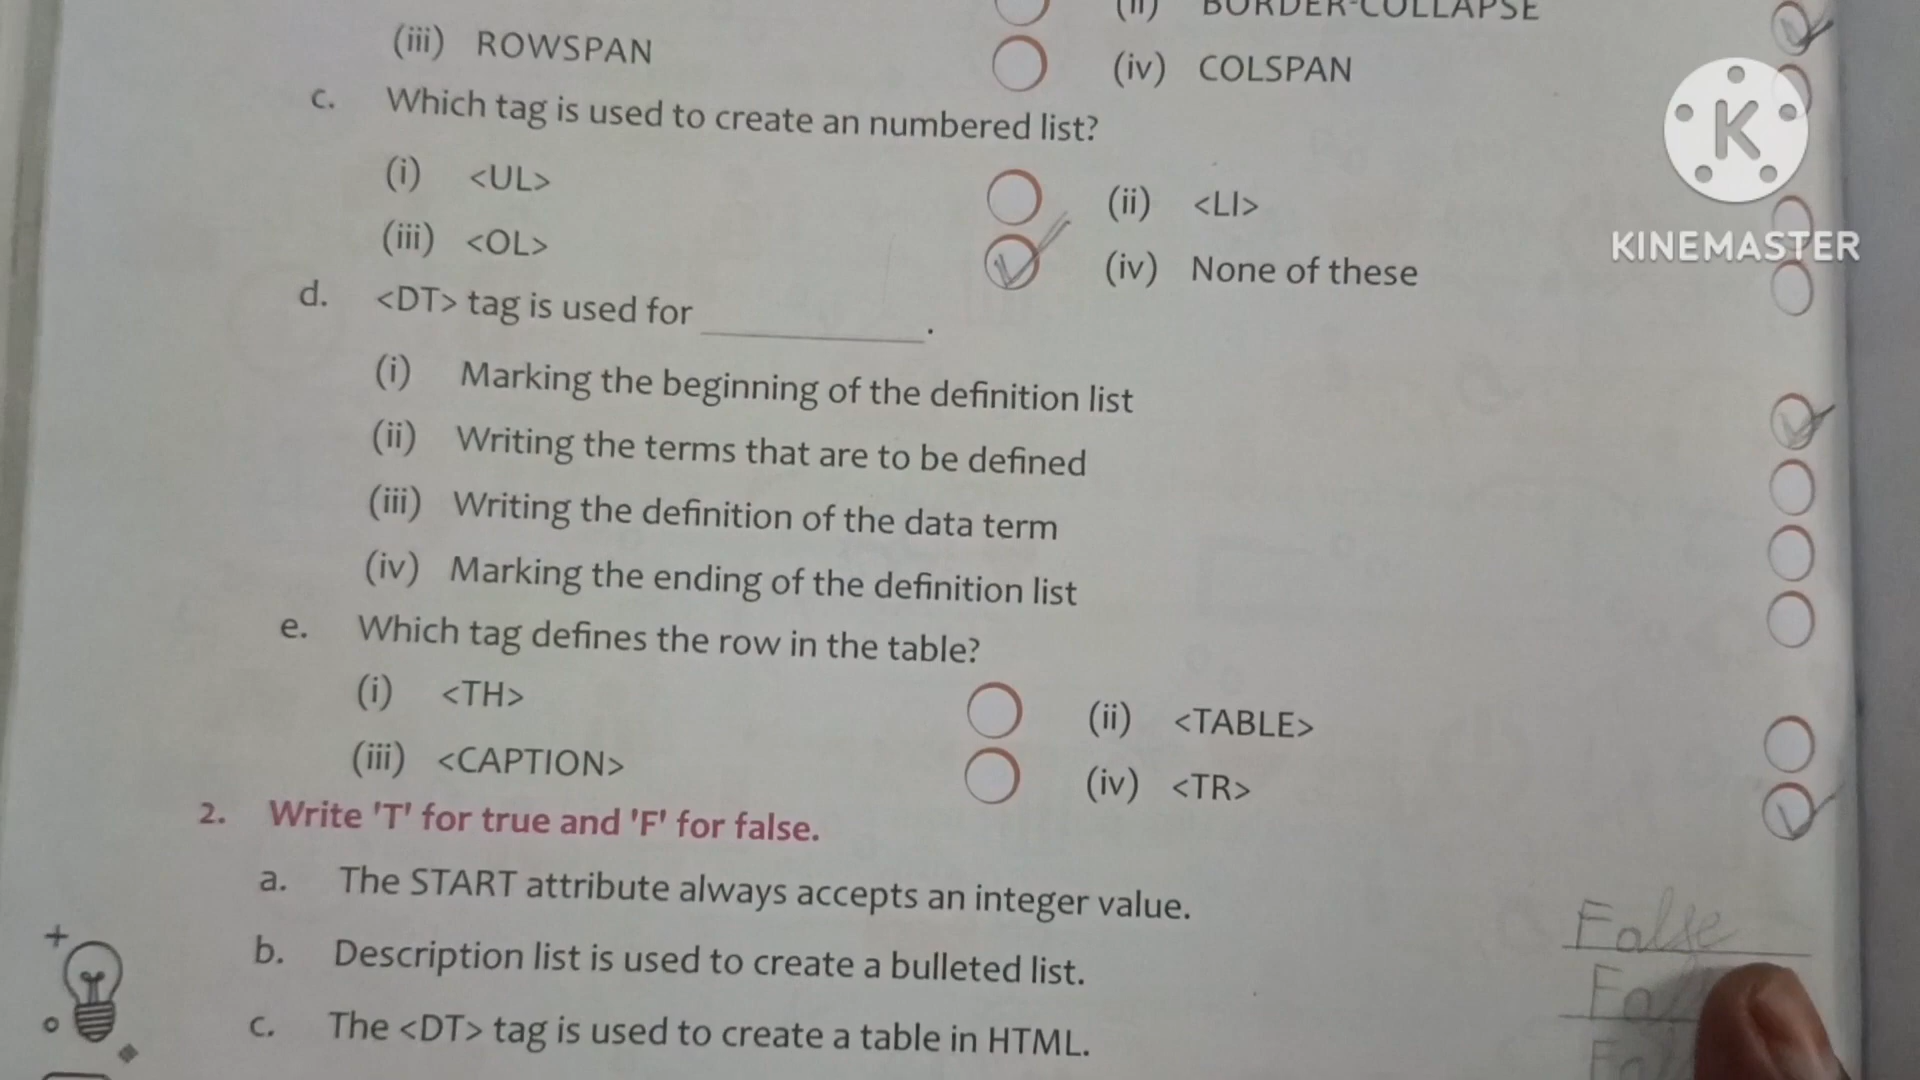 (ii) BORDER-COLLAPSE
(iii) ROWSPAN
(iv) COLSPAN
c. Which tag is used to create an numbered list?
(i) <UL>
(ii) <LI>
(iii) <OL>
(iv) None of these
d. <DT> tag is used for ____________.
(i) Marking the beginning of the definition list
(ii) Writing the terms that are to be defined
(iii) Writing the definition of the data term
(iv) Marking the ending of the definition list
e. Which tag defines the row in the table?
(i) <TH>
(ii) <TABLE>
(iii) <CAPTION>
(iv) <TR>
2. Write 'T' for true and 'F' for false.
a. The START attribute always accepts an integer value. False
b. Description list is used to create a bulleted list.
c. The <DT> tag is used to create a table in HTML.
K
KINEMASTER